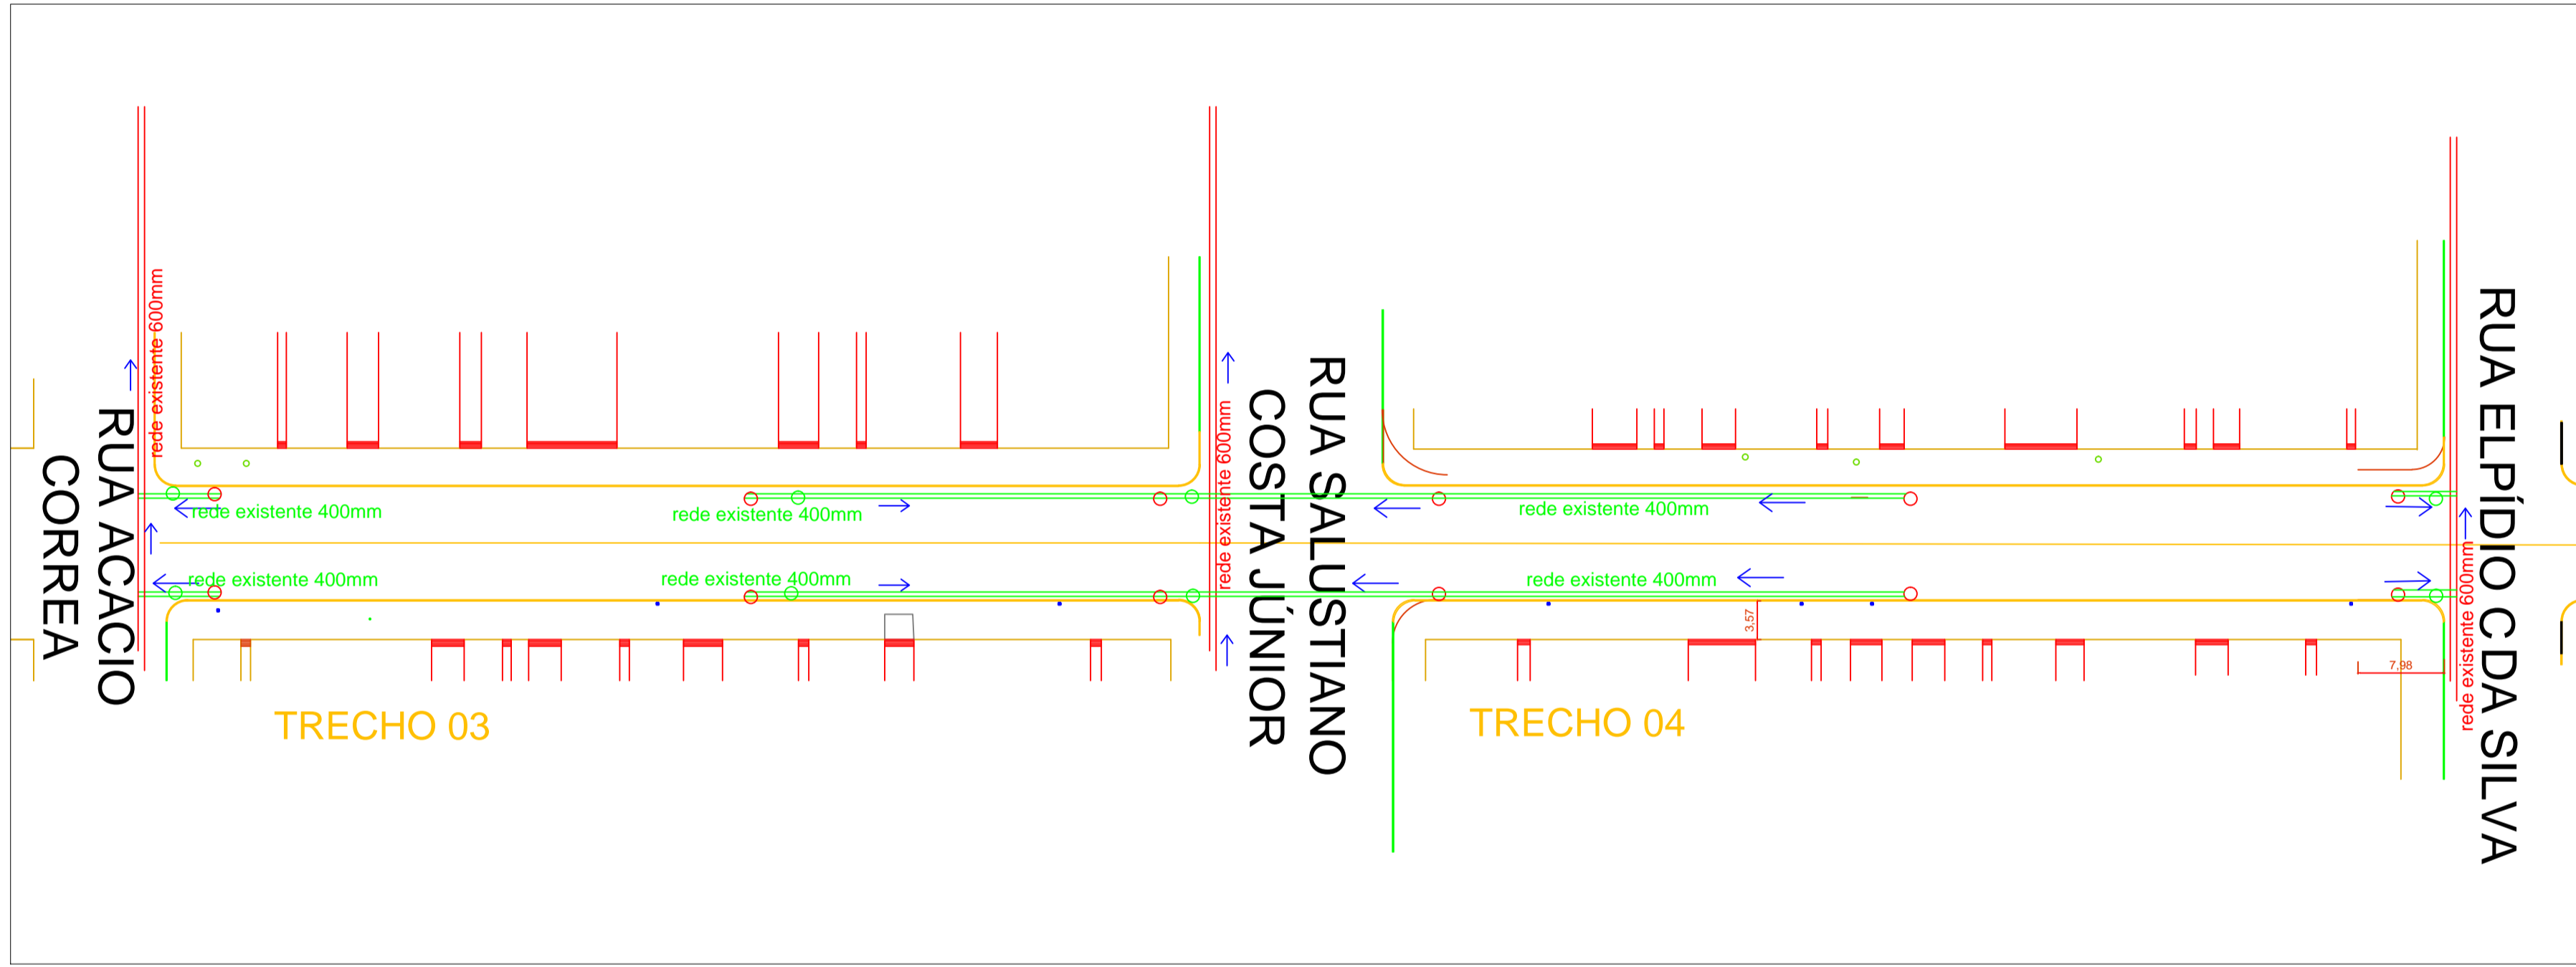 RUA ACACIO
CORREA
rede existente 600mm
rede existente 400mm
rede existente 400mm
rede existente 400mm
rede existente 400mm
TRECHO 03
rede existente 600mm
RUA SALUSTIANO
COSTA JÚNIOR
rede existente 400mm
rede existente 400mm
3,57
TRECHO 04
7,98
rede existente 600mm
RUA ELPÍDIO C DA SILVA